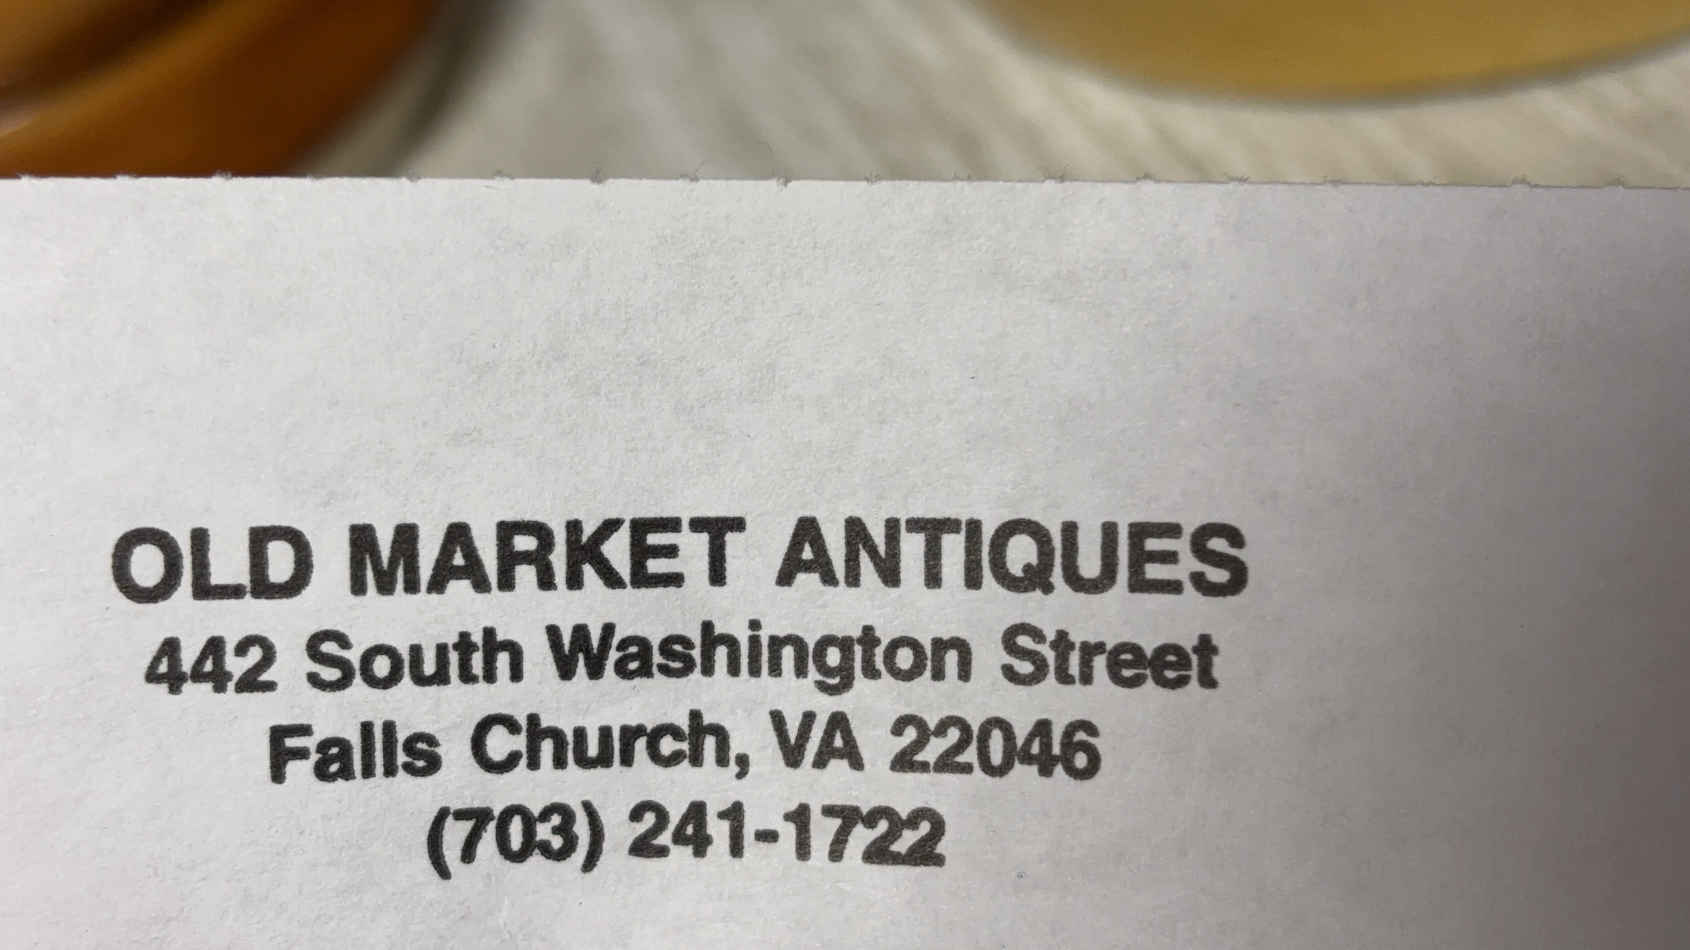 OLD MARKET ANTIQUES
442 South Washington Street
Falls Church, VA 22046
(703) 241-1722